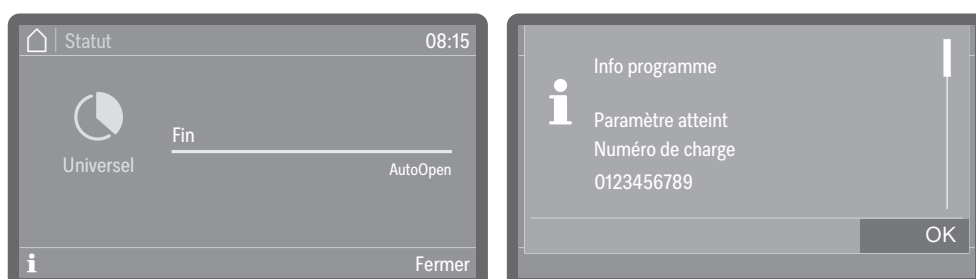 Statut 08:15
Fin
Universel
AutoOpen
i Fermer
Info programme
i
Paramètre atteint
Numéro de charge
0123456789
OK